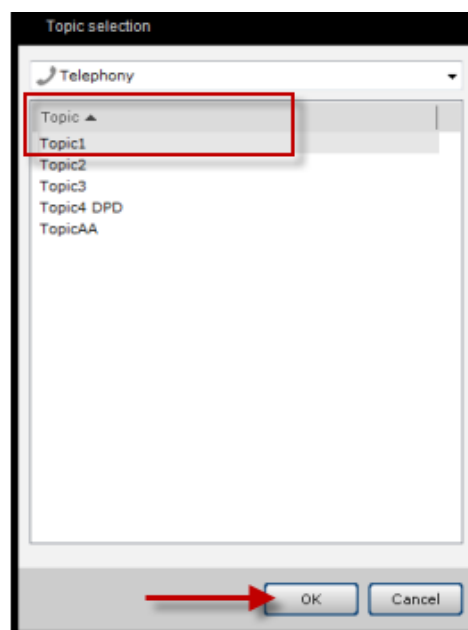 Topic selection
Telephony
Topic
Topic1
Topic2
Topic3
Topic4 DPD
TopicAA
OK Cancel